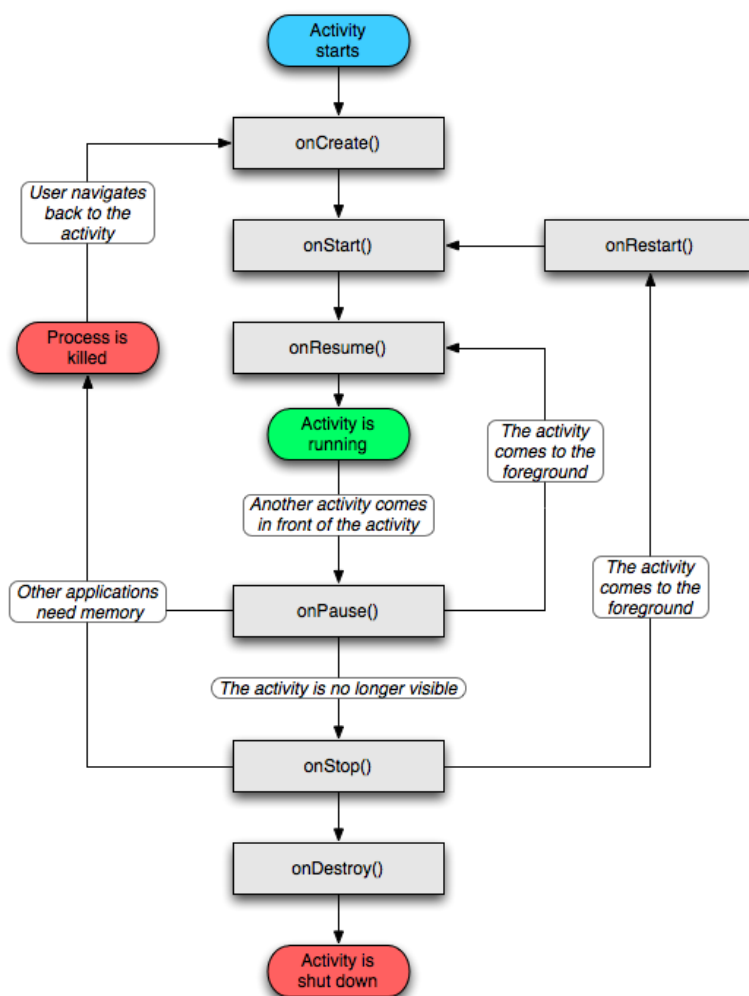 Activity
starts
onCreate()
User navigates
back to the
activity
onStart()
onRestart()
Process is
killed
onResume()
Activity is
running
The activity
comes to the
foreground
Another activity comes
in front of the activity
The activity
comes to the
foreground
Other applications
need memory
onPause()
The activity is no longer visible
onStop()
onDestroy()
Activity is
shut down